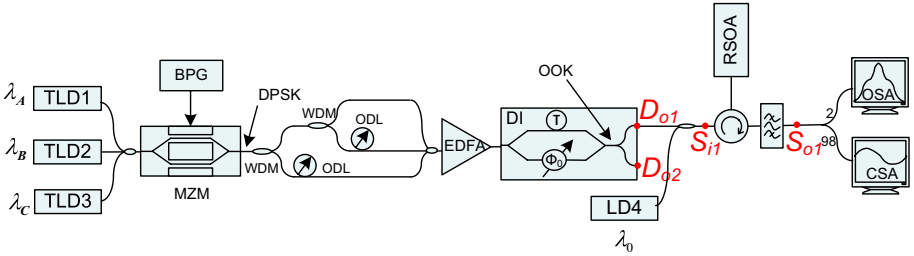 λA
TLD1
λB
TLD2
λC
TLD3
BPG
MZM
DPSK
WDM
WDM
ODL
ODL
EDFA
DI
T
Φ0
OOK
Do1
Do2
LD4
λ0
Si1
RSOA
So1
2
98
OSA
CSA